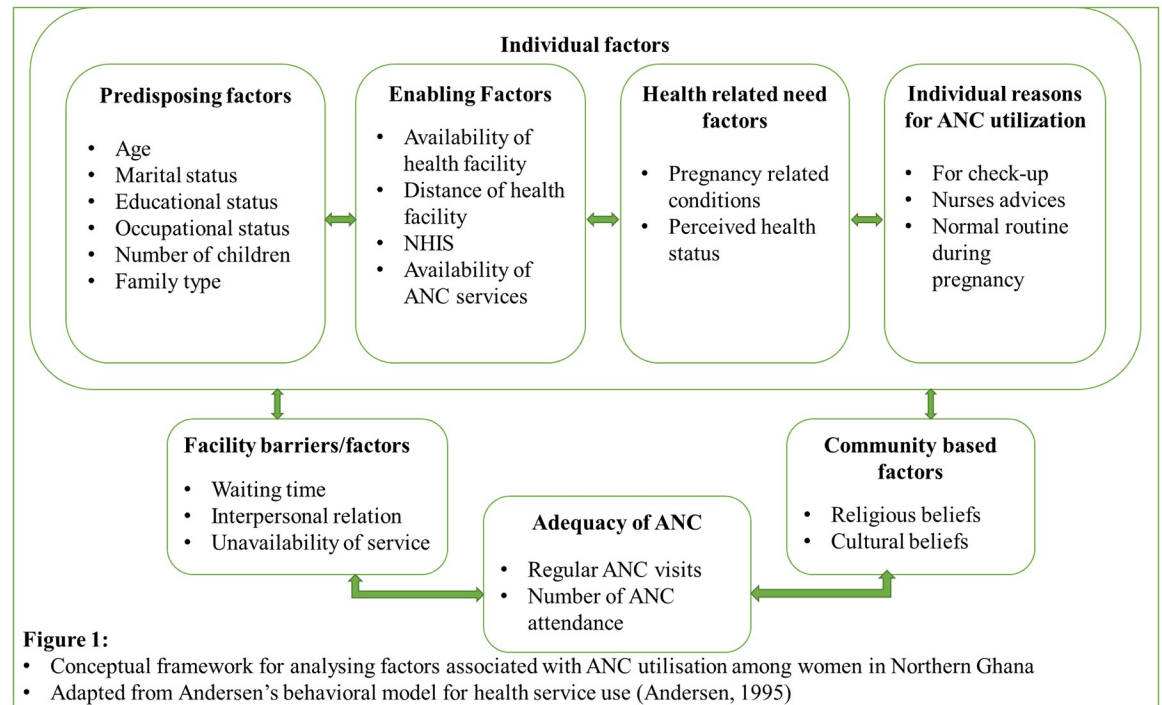 Individual factors
Predisposing factors
• Age
• Marital status
• Educational status
• Occupational status
• Number of children
• Family type
Enabling Factors
• Availability of
health facility
• Distance of health
facility
• NHIS
• Availability of
ANC services
Health related need
factors
• Pregnancy related
conditions
• Perceived health
status
Individual reasons
for ANC utilization
• For check-up
• Nurses advices
• Normal routine
during
pregnancy
Facility barriers/factors
• Waiting time
• Interpersonal relation
• Unavailability of service
Adequacy of ANC
• Regular ANC visits
• Number of ANC
attendance
Community based
factors
• Religious beliefs
• Cultural beliefs
Figure 1:
• Conceptual framework for analysing factors associated with ANC utilisation among women in Northern Ghana
• Adapted from Andersen’s behavioral model for health service use (Andersen, 1995)